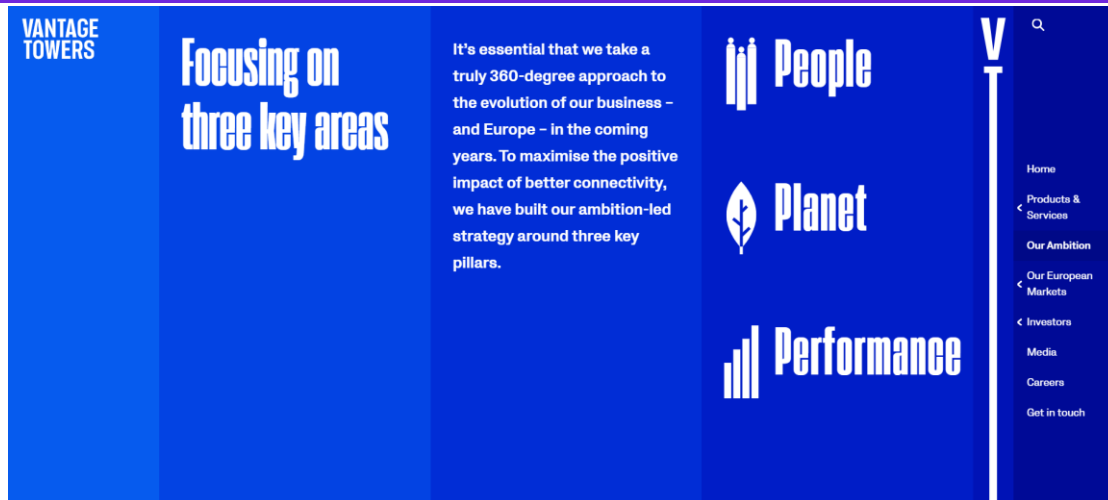 VANTAGE
TOWERS
Focusing on
three key areas
It's essential that we take a
truly 360-degree approach to
the evolution of our business –
and Europe – in the coming
years. To maximise the positive
impact of better connectivity,
we have built our ambition-led
strategy around three key
pillars.
People
Planet
Performance
V
T
Home
Products &
Services
Our Ambition
Our European
Markets
Investors
Media
Careers
Get in touch